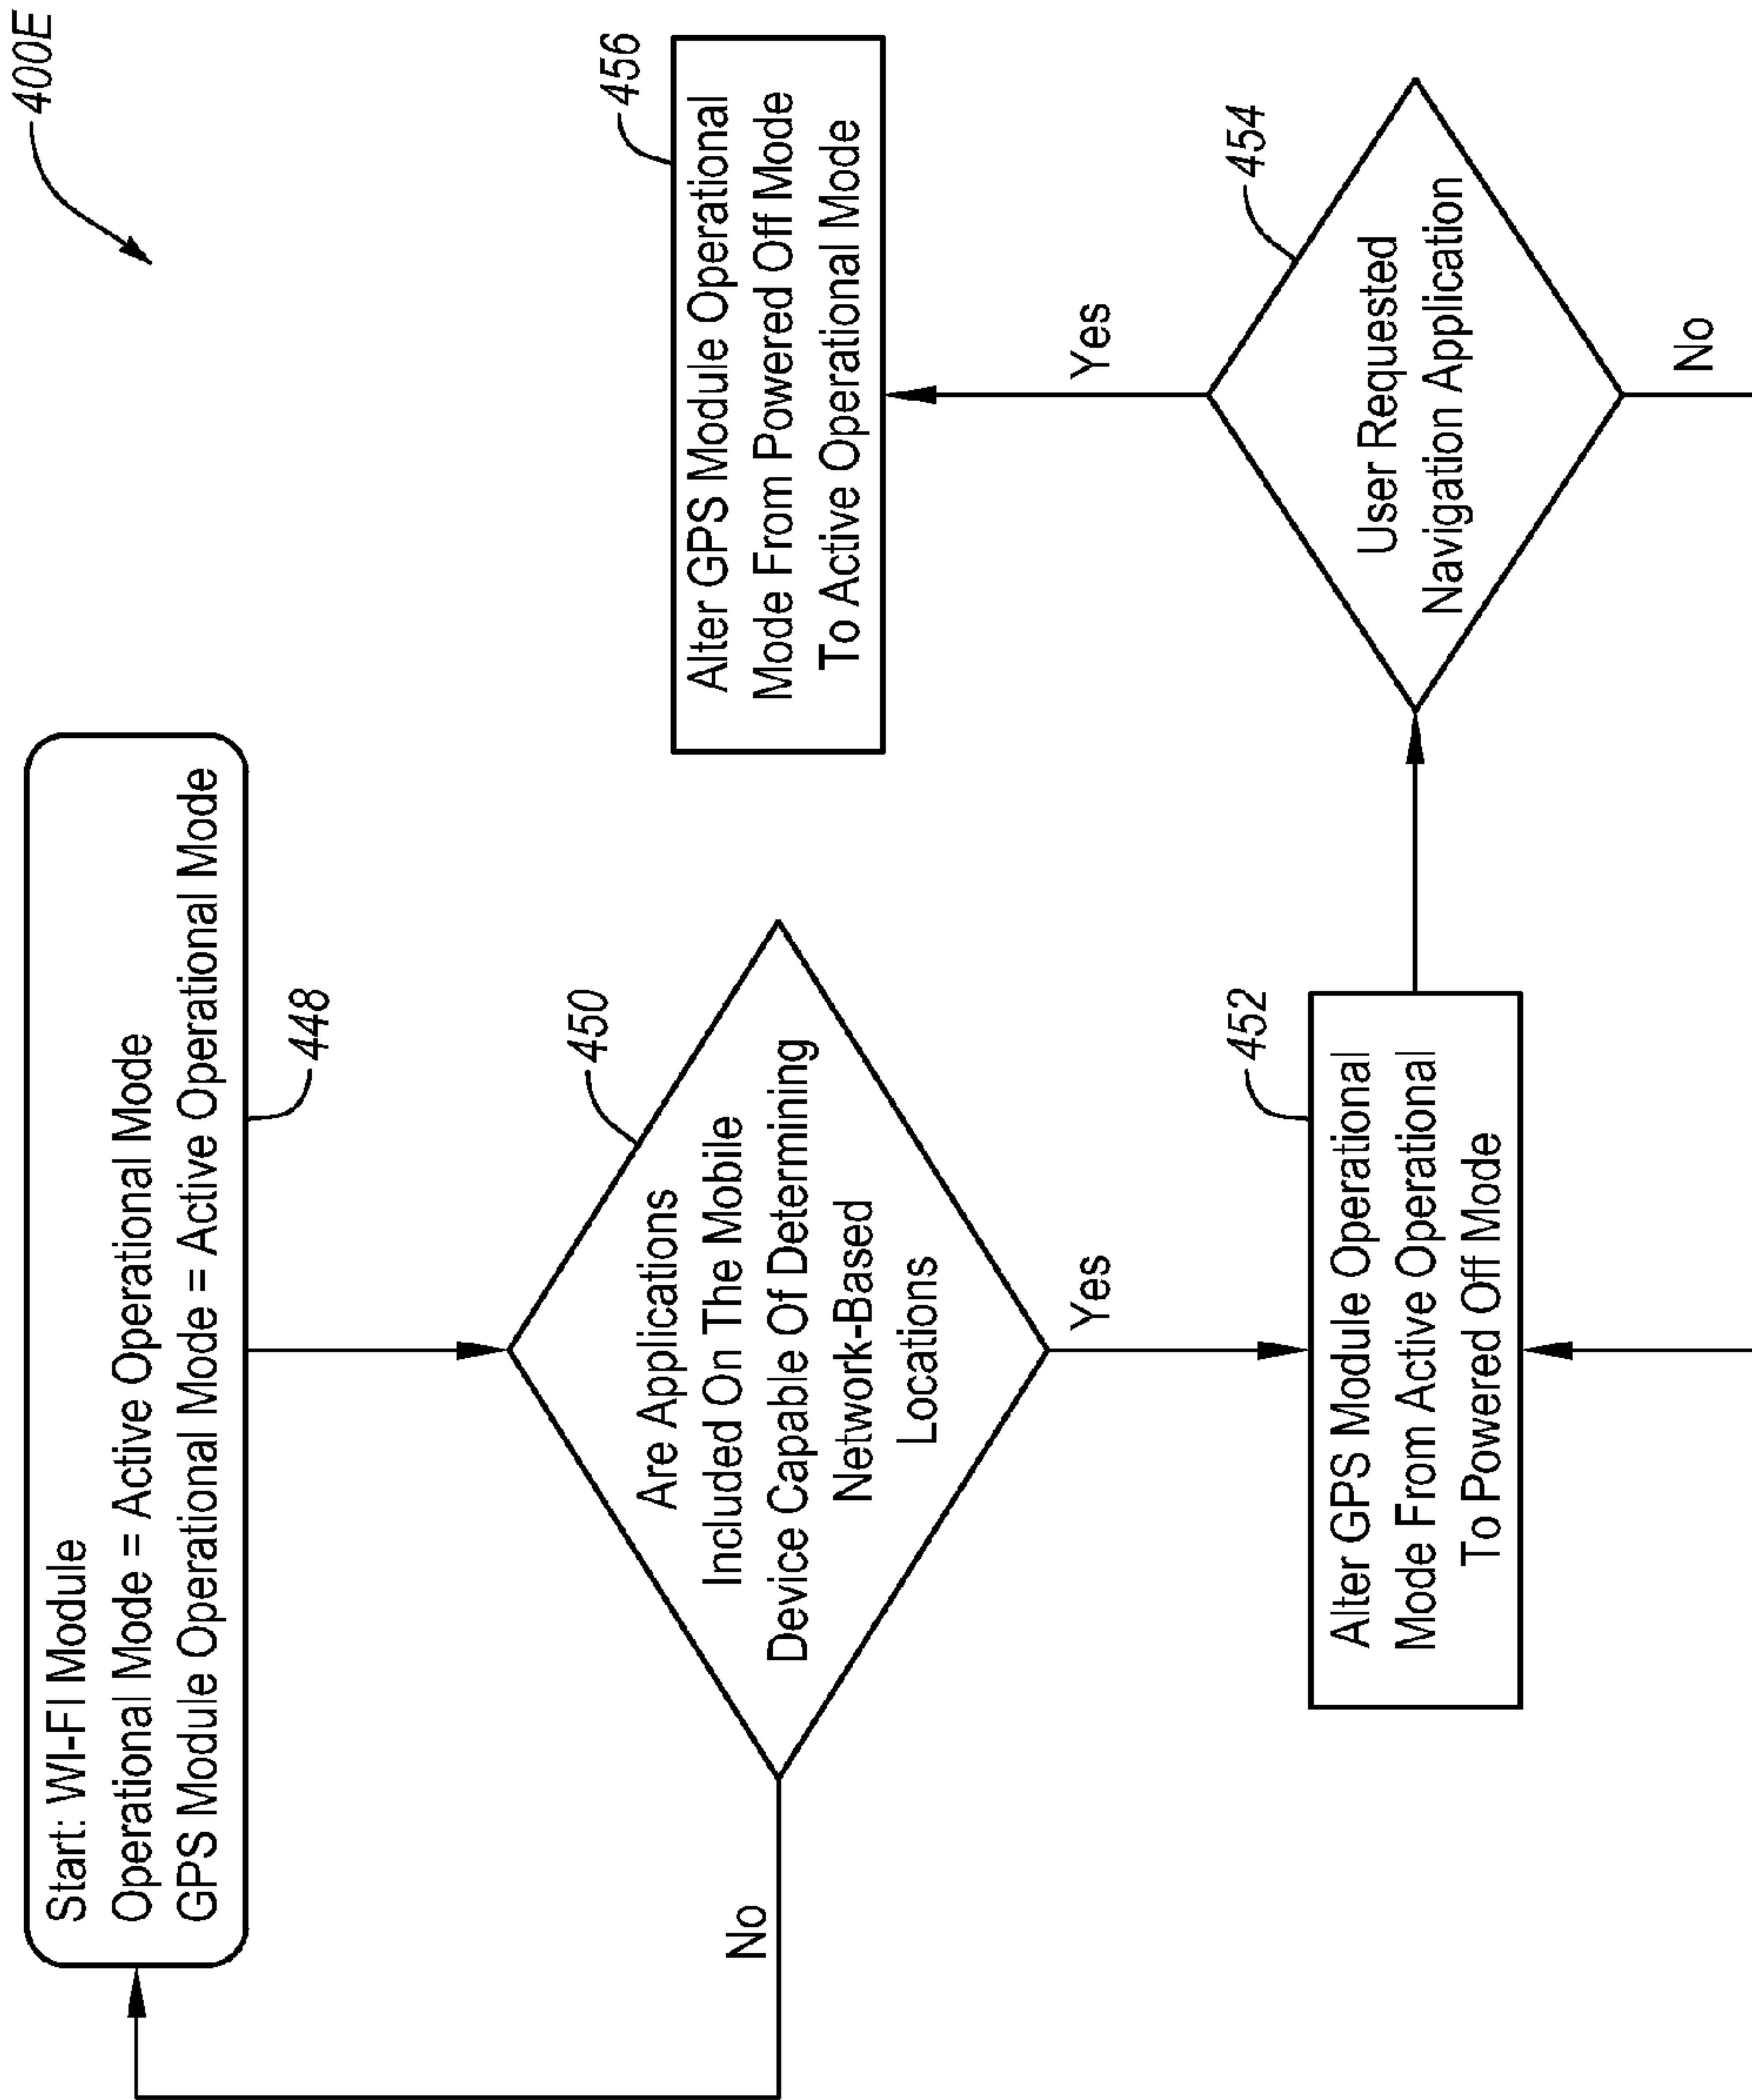 400E
Start: WI-FI Module
Operational Mode = Active Operational Mode
GPS Module Operational Mode = Active Operational Mode
448
450
Are Applications
Included On The Mobile
Device Capable Of Determining
Network-Based
Locations
No
Yes
452
Alter GPS Module Operational
Mode From Active Operational
To Powered Off Mode
454
User Requested
Navigation Application
Yes
No
456
Alter GPS Module Operational
Mode From Powered Off Mode
To Active Operational Mode